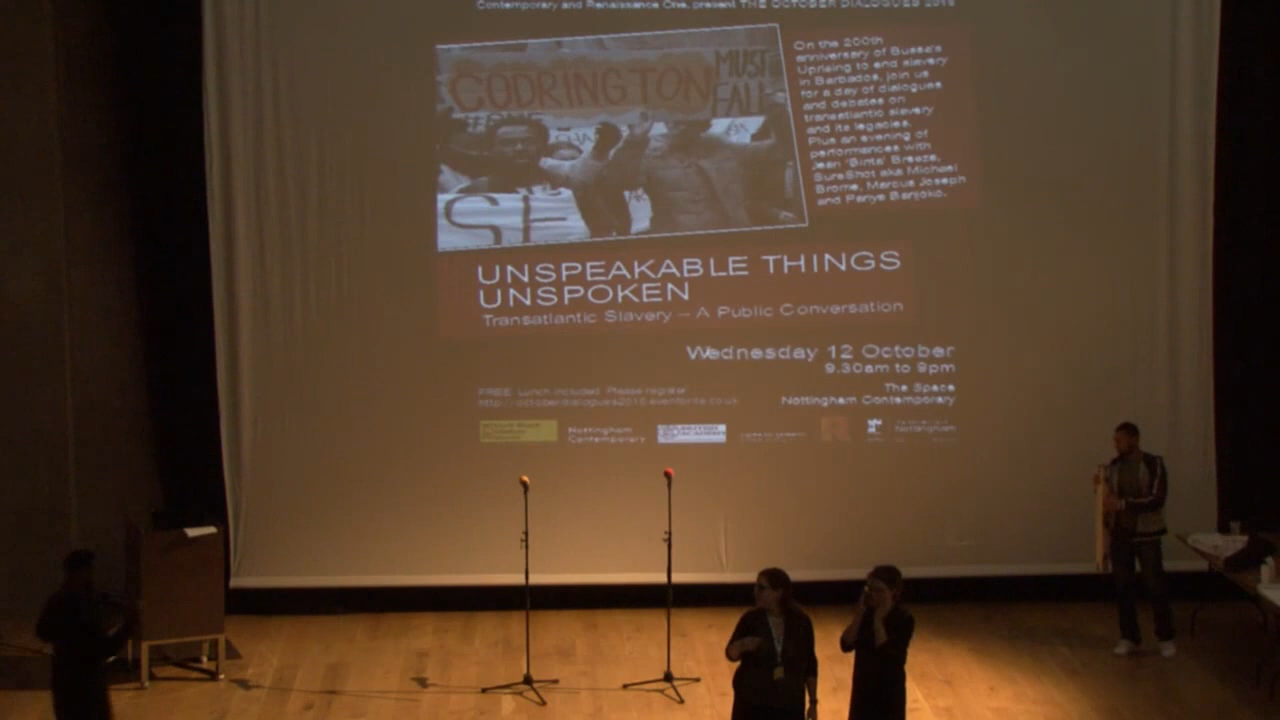 Contemporary and Renaissance One, present THE OCTOBER DIALOGUES 2016
CODRINGTON
MUST
FALL
SE
On the 200th
anniversary of Bussa's
Uprising to end slavery
in Barbados, join us
for a day of dialogues
and debates on
transatlantic slavery
and its legacies.
Plus an evening of
performances with
Jean 'Binta' Breeze,
SureShot aka Michael
Brome, Marcus Joseph
and Panya Banjoko.
UNSPEAKABLE THINGS
UNSPOKEN
Transatlantic Slavery – A Public Conversation
Wednesday 12 October
9.30am to 9pm
FREE. Lunch included. Please register
The Space
Nottingham Contemporary
Nottingham
Contemporary
Nottingham